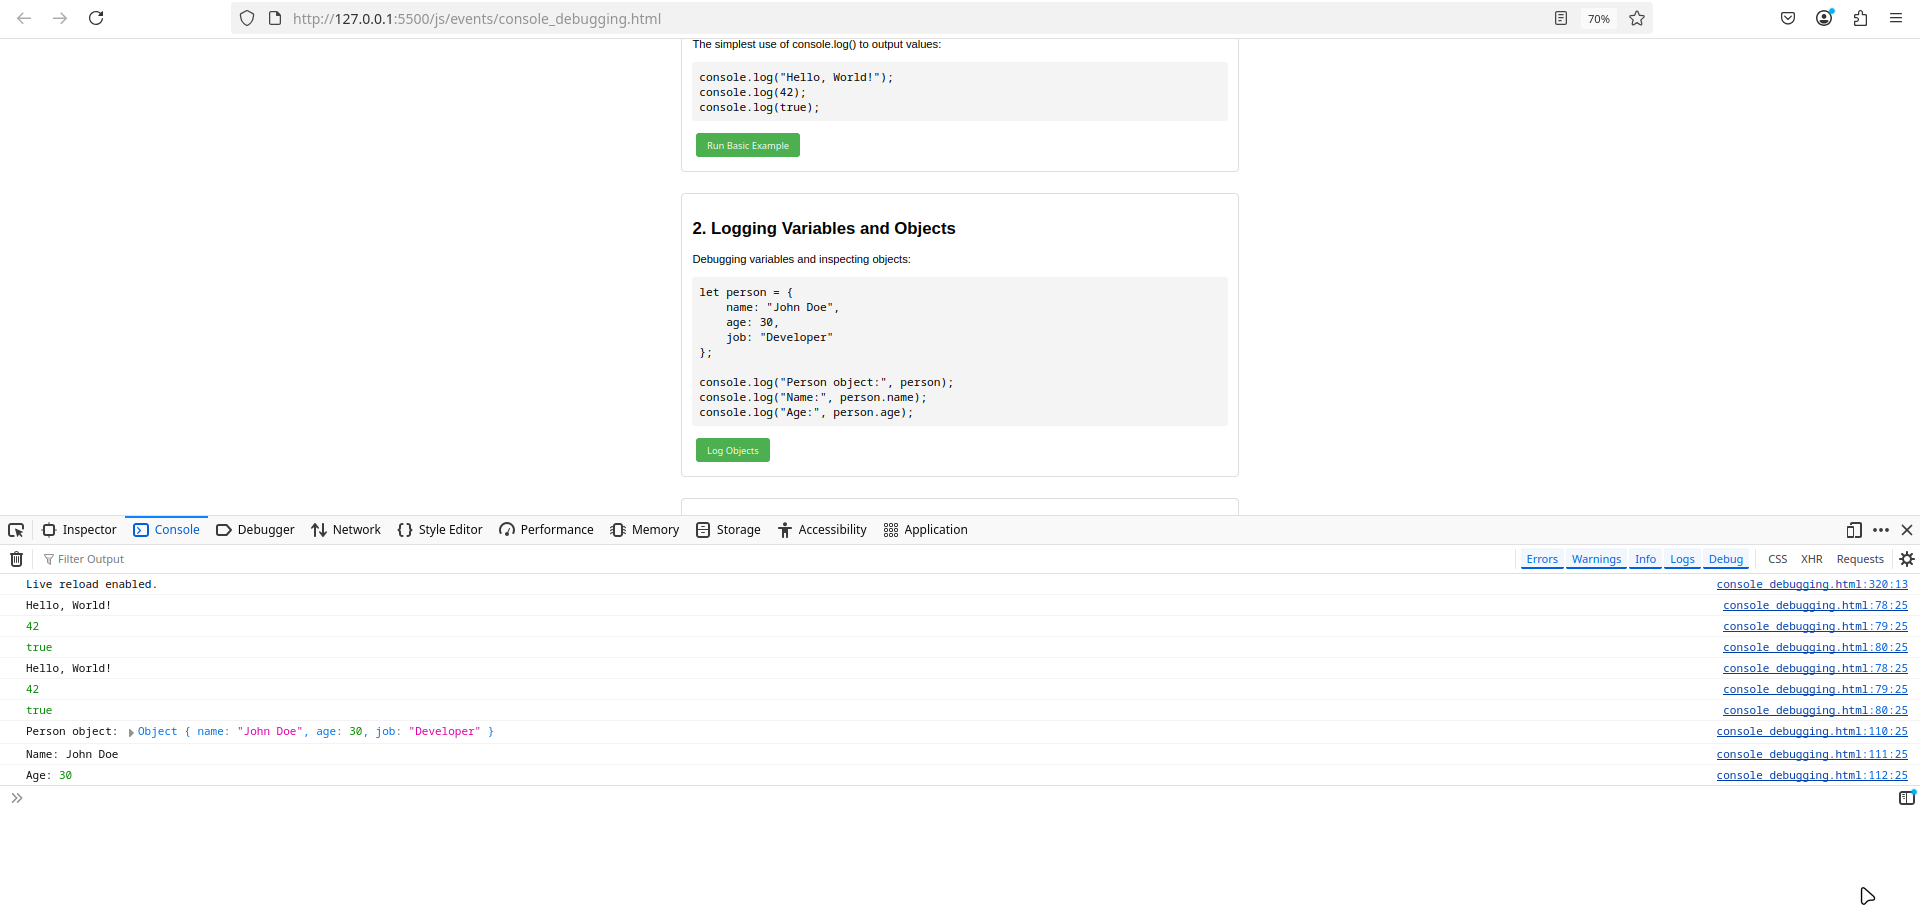 http://127.0.0.1:5500/js/events/console_debugging.html
70%
The simplest use of console.log() to output values:
console.log("Hello, World!");
console.log(42);
console.log(true);
Run Basic Example
2. Logging Variables and Objects
Debugging variables and inspecting objects:
let person = {
    name: "John Doe",
    age: 30,
    job: "Developer"
};
console.log("Person object:", person);
console.log("Name:", person.name);
console.log("Age:", person.age);
Log Objects
Inspector Console Debugger Network Style Editor Performance Memory Storage Accessibility Application
Filter Output Errors Warnings Info Logs Debug CSS XHR Requests
Live reload enabled. console_debugging.html:320:13
Hello, World! console_debugging.html:78:25
42 console_debugging.html:79:25
true console_debugging.html:80:25
Hello, World! console_debugging.html:78:25
42 console_debugging.html:79:25
true console_debugging.html:80:25
Person object: Object { name: "John Doe", age: 30, job: "Developer" } console_debugging.html:110:25
Name: John Doe console_debugging.html:111:25
Age: 30 console_debugging.html:112:25